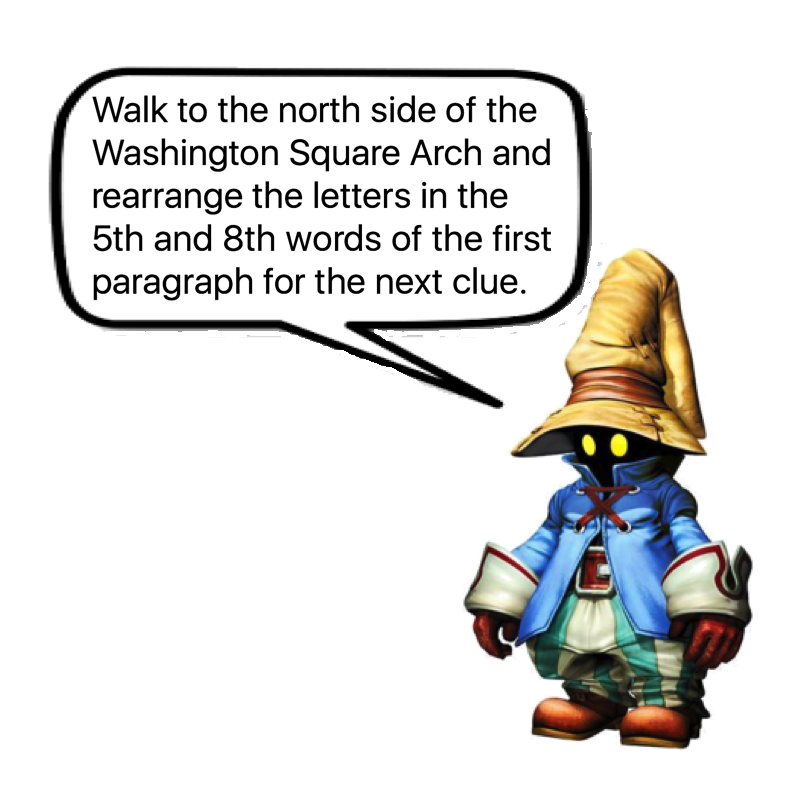 Walk to the north side of the
Washington Square Arch and
rearrange the letters in the
5th and 8th words of the first
paragraph for the next clue.